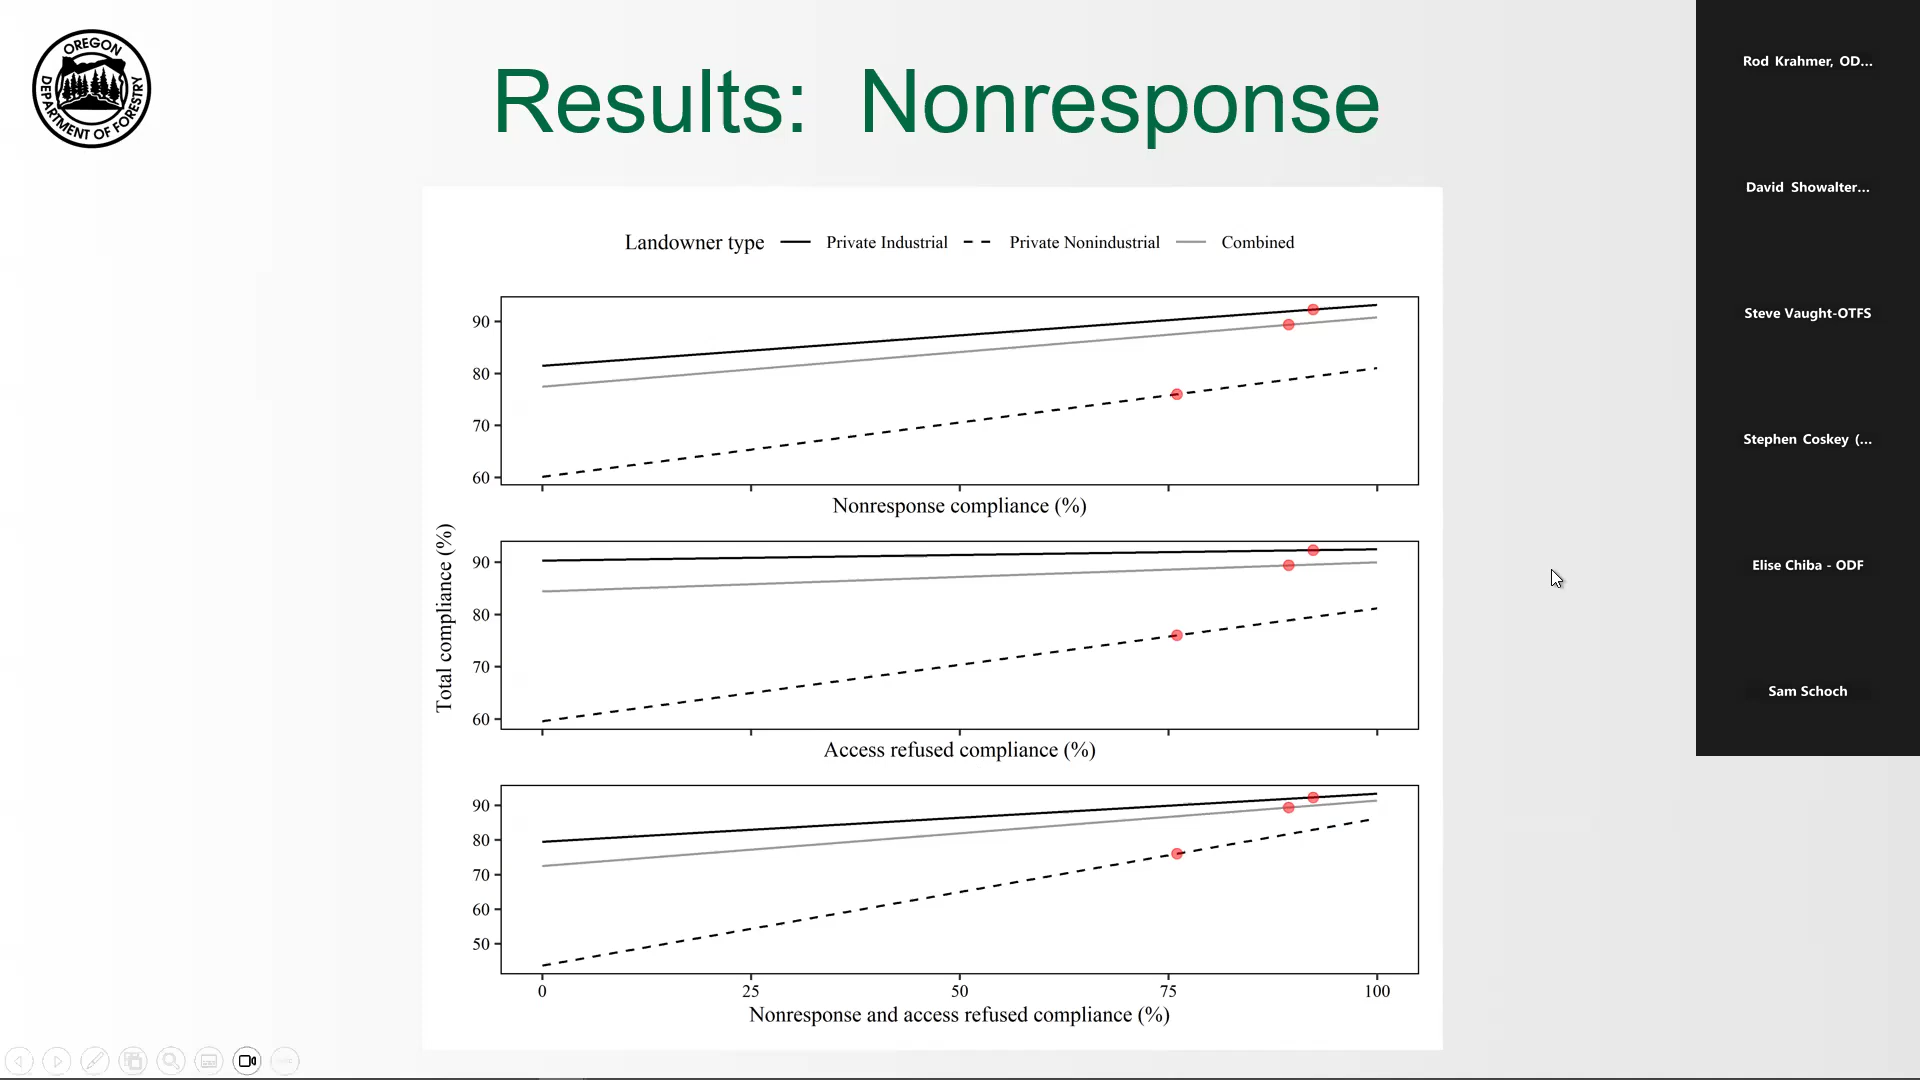 OREGON
DEPARTMENT OF FORESTRY
Results: Nonresponse
Landowner type Private Industrial Private Nonindustrial Combined
90
80
70
60
Nonresponse compliance (%)
Total compliance (%)
90
80
70
60
Access refused compliance (%)
90
80
70
60
50
0 25 50 75 100
Nonresponse and access refused compliance (%)
Rod Krahmer, OD...
David Showalter...
Steve Vaught-OTFS
Stephen Coskey (...
Elise Chiba - ODF
Sam Schoch